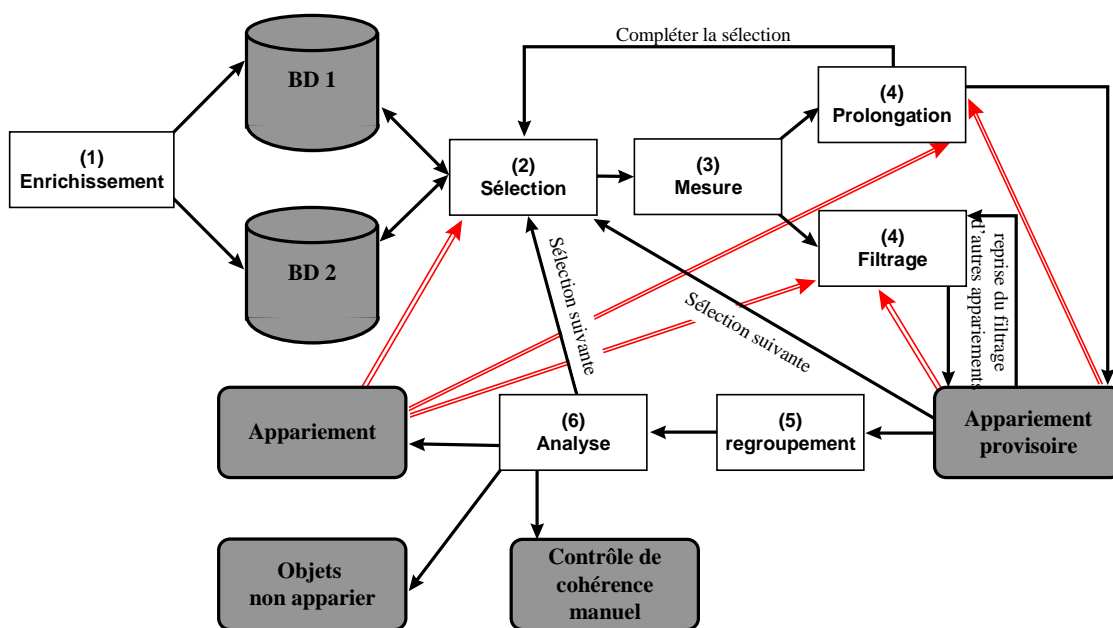 Compléter la sélection
BD 1
(4)
Prolongation
(1)
Enrichissement
(2)
Sélection
(3)
Mesure
BD 2
(4)
Filtrage
reprise du filtrage
d'autres appariements
Sélection suivante
Sélection suivante
Appariement
(6)
Analyse
(5)
regroupement
Appariement
provisoire
Objets
non apparier
Contrôle de
cohérence
manuel